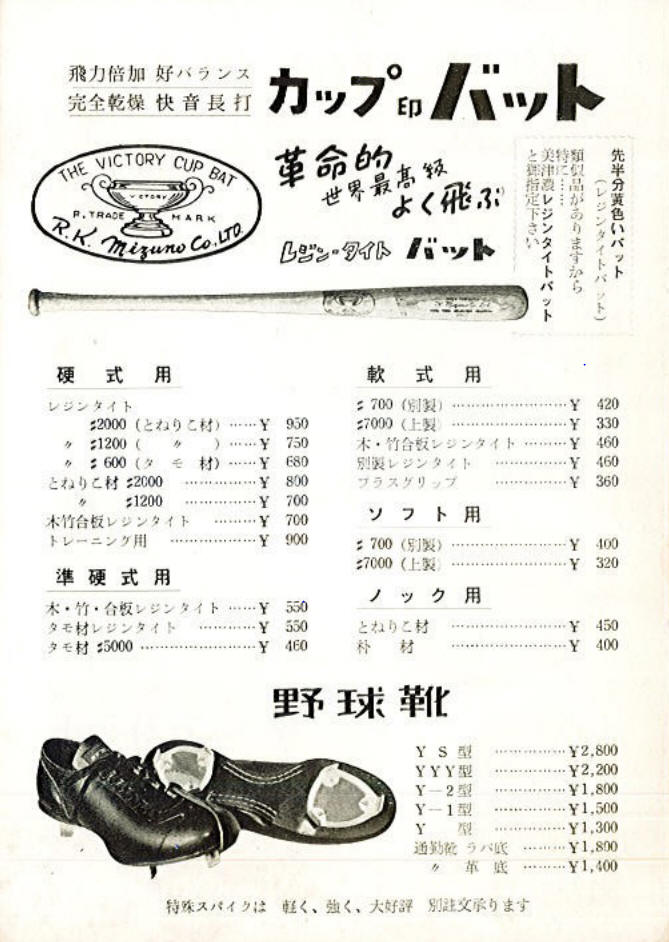 飛力倍加 好バランス
完全乾燥 快音長打
カップ印バット
THE VICTORY CUP BAT
VICTORY
R. TRADE MARK
R.K. Mizuno Co., LTD.
革命的
世界最高級
よく飛ぶ
レジン・タイト バット
先半分黄色いバット
(レジンタイトバット)
類似品がありますから
特に……
美津濃レジンタイトバット
と御指定下さい
硬式用
レジンタイト
♯2000 (とねりこ材) ……¥ 950
〃 ♯1200 ( 〃 ) ……¥ 750
〃 ♯ 600 (タモ材) ……¥ 680
とねりこ材 ♯2000 …………¥ 800
〃 ♯1200 …………¥ 700
木竹合板レジンタイト …………¥ 700
トレーニング用 …………¥ 900
準硬式用
木・竹・合板レジンタイト ……¥ 550
タモ材レジンタイト …………¥ 550
タモ材 ♯5000 …………¥ 460
軟式用
♯ 700 (別製) …………¥ 420
♯7000 (上製) …………¥ 330
木・竹合板レジンタイト …………¥ 460
別製レジンタイト …………¥ 460
プラスグリップ …………¥ 360
ソフト用
♯ 700 (別製) …………¥ 400
♯7000 (上製) …………¥ 320
ノック用
とねりこ材 …………¥ 450
朴材 …………¥ 400
野球靴
YS型 …………¥2,800
YYY型 …………¥2,200
Y－2型 …………¥1,800
Y－1型 …………¥1,500
Y型 …………¥1,300
通勤靴 ラバ底 ………¥1,800
〃 革底 ………¥1,400
特殊スパイクは 軽く、強く、大好評 別註文承ります